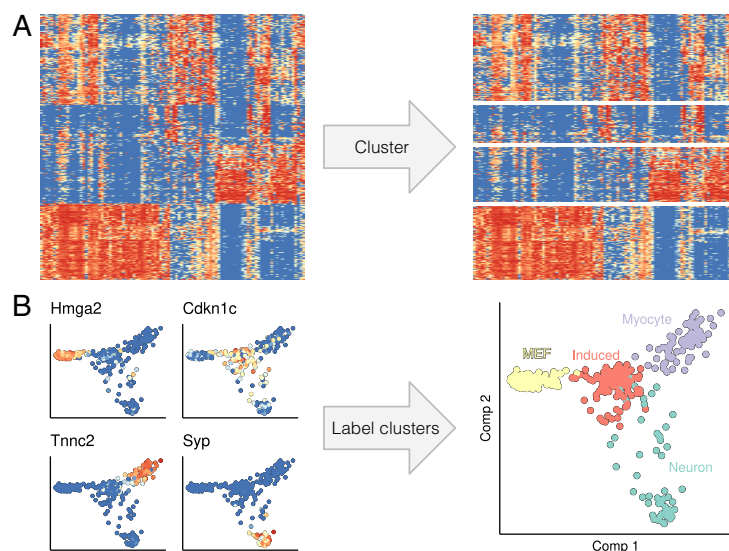 A
Cluster
B
Hmga2
Cdkn1c
Tnnc2
Syp
Label clusters
Myocyte
MEF
Induced
Neuron
Comp 2
Comp 1